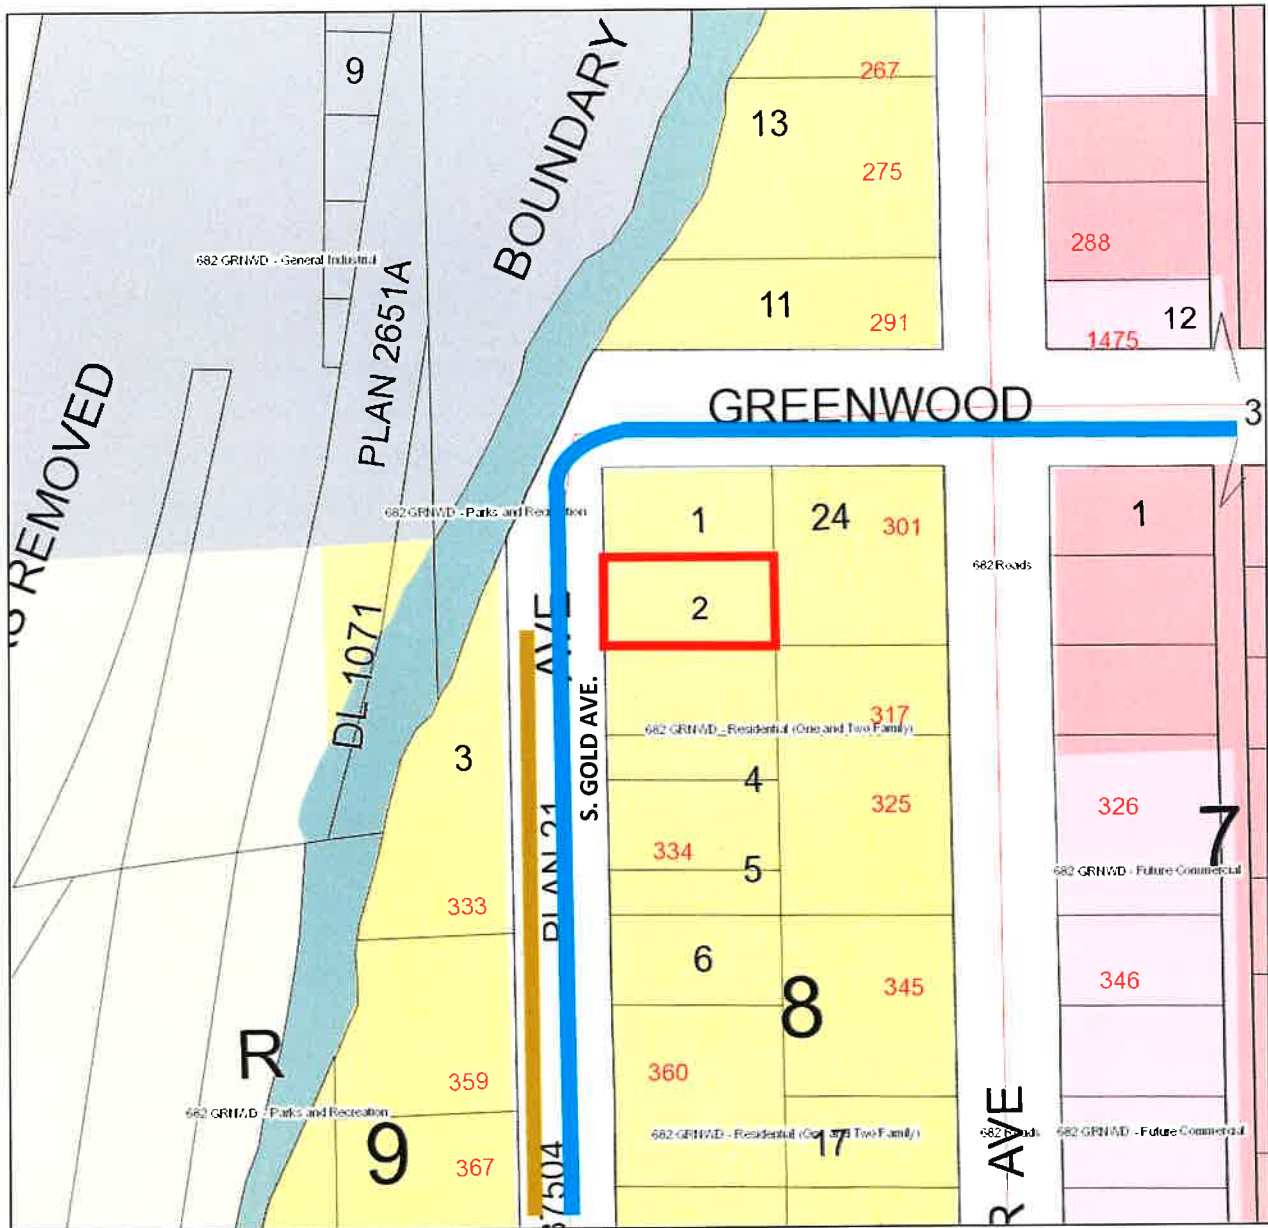 9
BOUNDARY
267
13
275
288
682 GRNWD - General Industrial
PLAN 2651A
11
291
12
1475
REMOVED
GREENWOOD
3
682 GRNWD - Parks and Recreation
1
24
301
1
682 Roads
2
AVE
DL 1071
S. GOLD AVE.
317
682 GRNWD - Residential (One and Two Family)
3
4
325
326
7
PLAN 21
334
5
682 GRNWD - Future Commercial
333
6
345
346
8
R
359
360
682 GRNWD - Parks and Recreation
682 GRNWD - Residential (One and Two Family)
17
682 Roads
682 GRNWD - Future Commercial
9
367
37504
R AVE